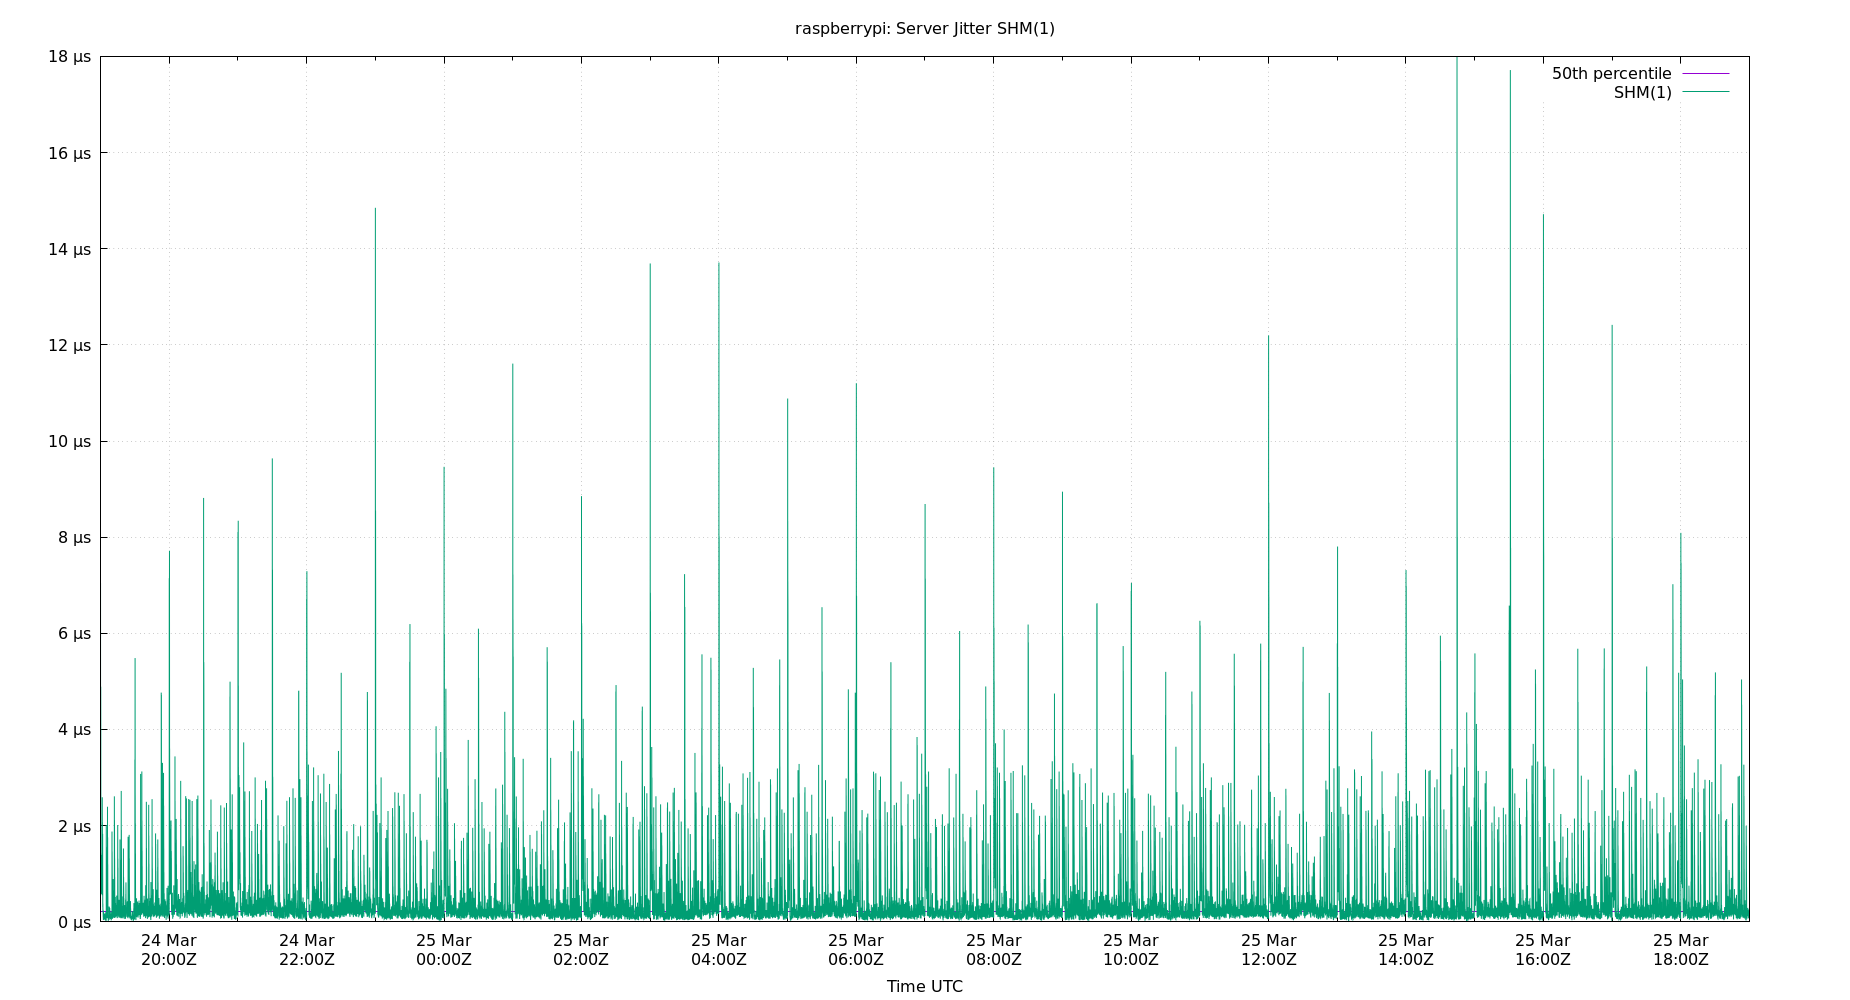 raspberrypi: Server Jitter SHM(1)
18 µs
16 µs
14 µs
12 µs
10 µs
8 µs
6 µs
4 µs
2 µs
0 µs
50th percentile
SHM(1)
24 Mar
20:00Z
24 Mar
22:00Z
25 Mar
00:00Z
25 Mar
02:00Z
25 Mar
04:00Z
25 Mar
06:00Z
25 Mar
08:00Z
25 Mar
10:00Z
25 Mar
12:00Z
25 Mar
14:00Z
25 Mar
16:00Z
25 Mar
18:00Z
Time UTC